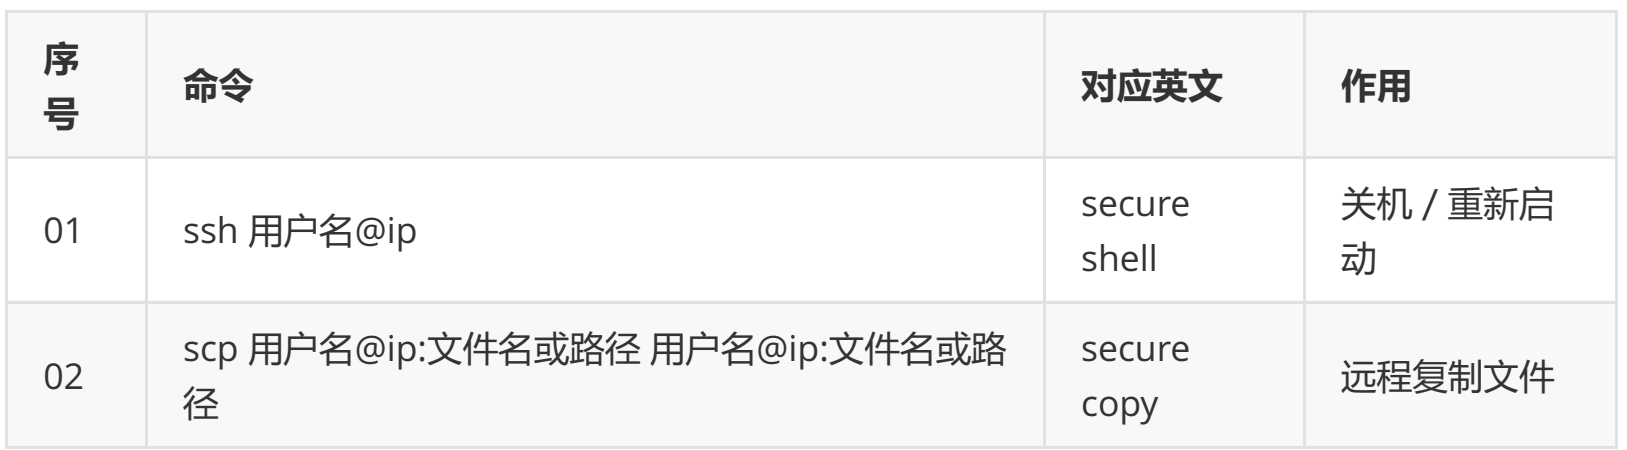 序号 命令 对应英文 作用
01 ssh 用户名@ip secure shell 关机 / 重新启动
02 scp 用户名@ip:文件名或路径 用户名@ip:文件名或路径 secure copy 远程复制文件